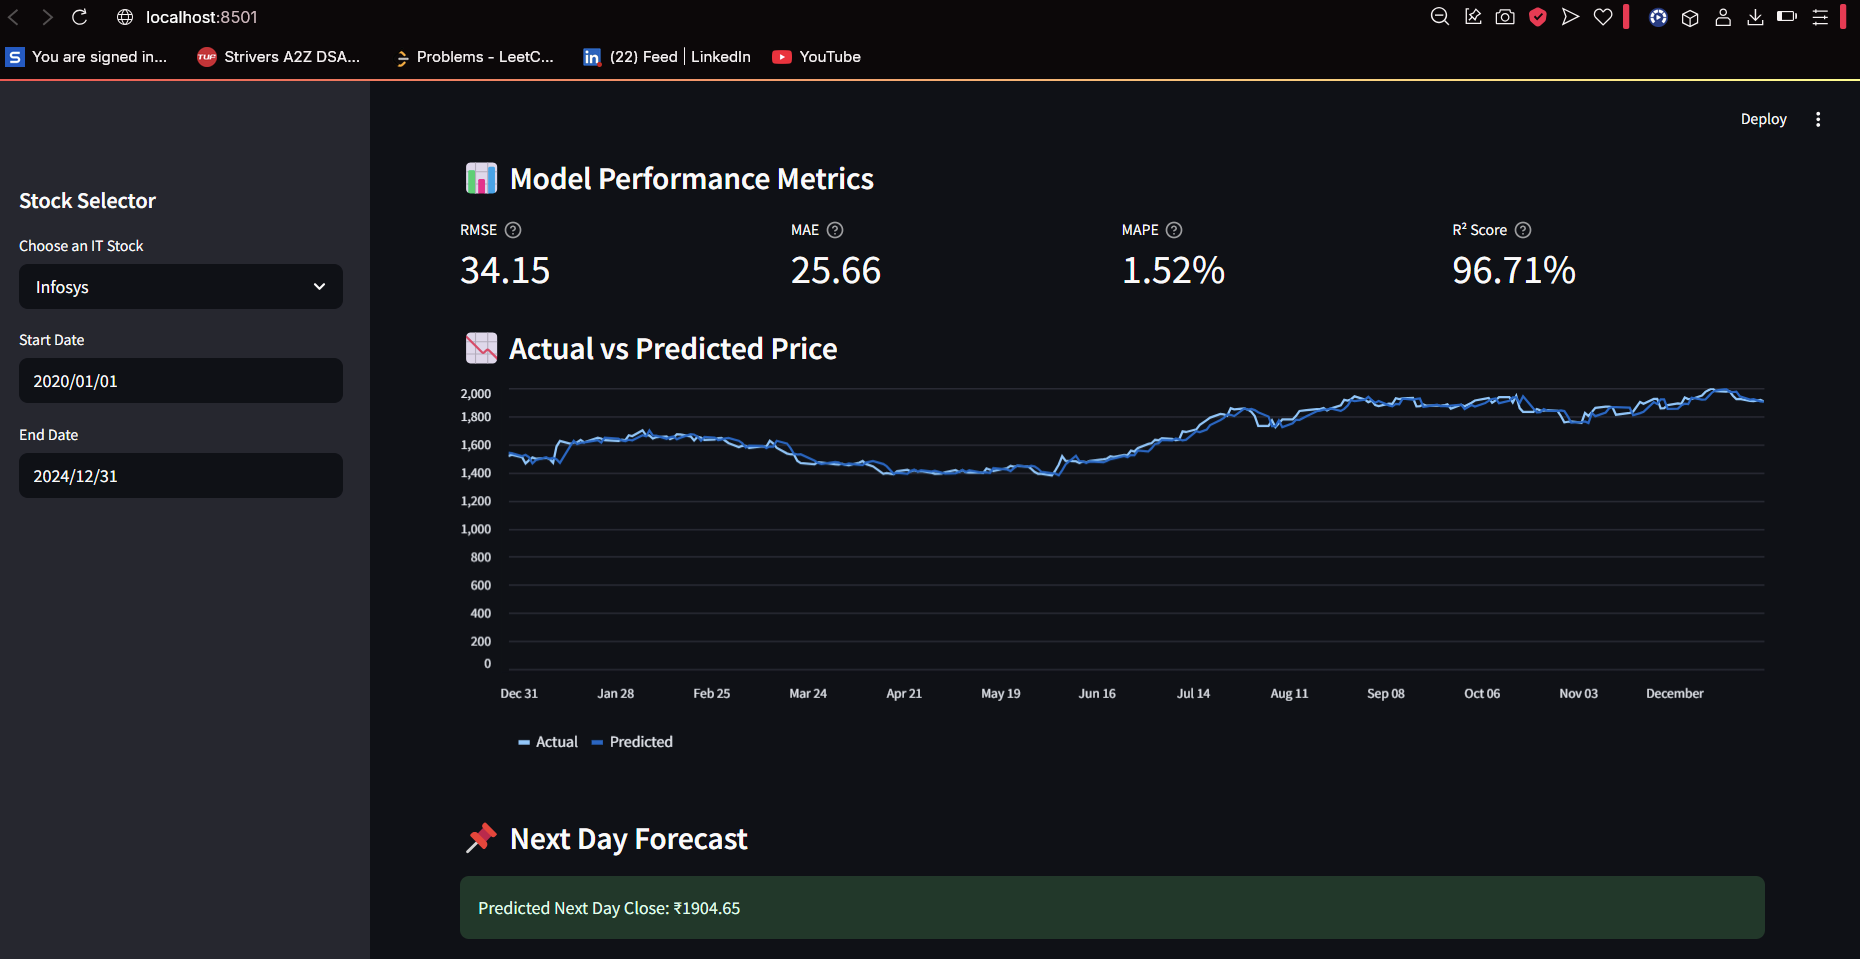 localhost:8501
S You are signed in...
TUF Strivers A2Z DSA...
Problems - LeetC...
in (22) Feed | LinkedIn
YouTube
Deploy
Stock Selector
Choose an IT Stock
Infosys
Start Date
2020/01/01
End Date
2024/12/31
Model Performance Metrics
RMSE ?
34.15
MAE ?
25.66
MAPE ?
1.52%
R² Score ?
96.71%
Actual vs Predicted Price
2,000
1,800
1,600
1,400
1,200
1,000
800
600
400
200
0
Dec 31 Jan 28 Feb 25 Mar 24 Apr 21 May 19 Jun 16 Jul 14 Aug 11 Sep 08 Oct 06 Nov 03 December
Actual Predicted
Next Day Forecast
Predicted Next Day Close: ₹1904.65